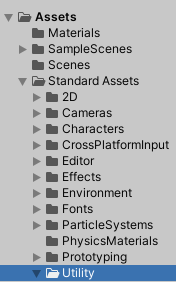 Assets
Materials
SampleScenes
Scenes
Standard Assets
2D
Cameras
Characters
CrossPlatformInput
Editor
Effects
Environment
Fonts
ParticleSystems
PhysicsMaterials
Prototyping
Utility